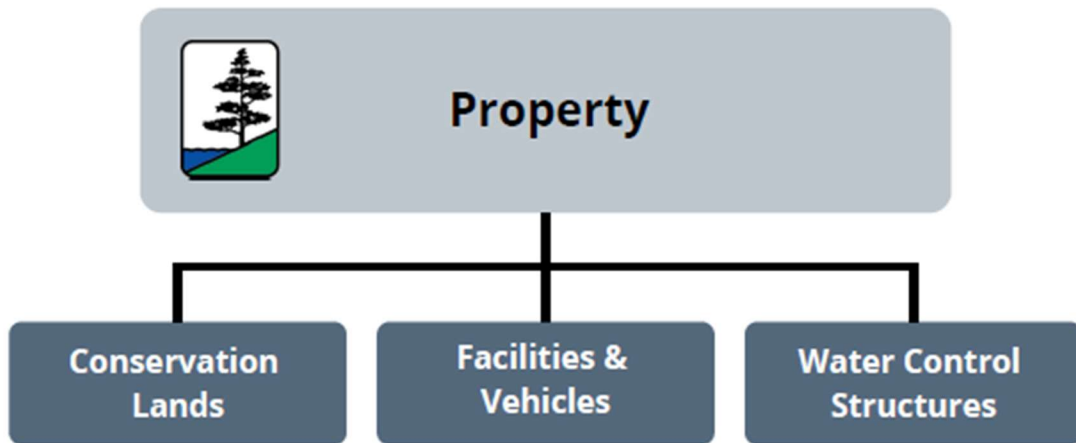 Property
Conservation
Lands
Facilities &
Vehicles
Water Control
Structures